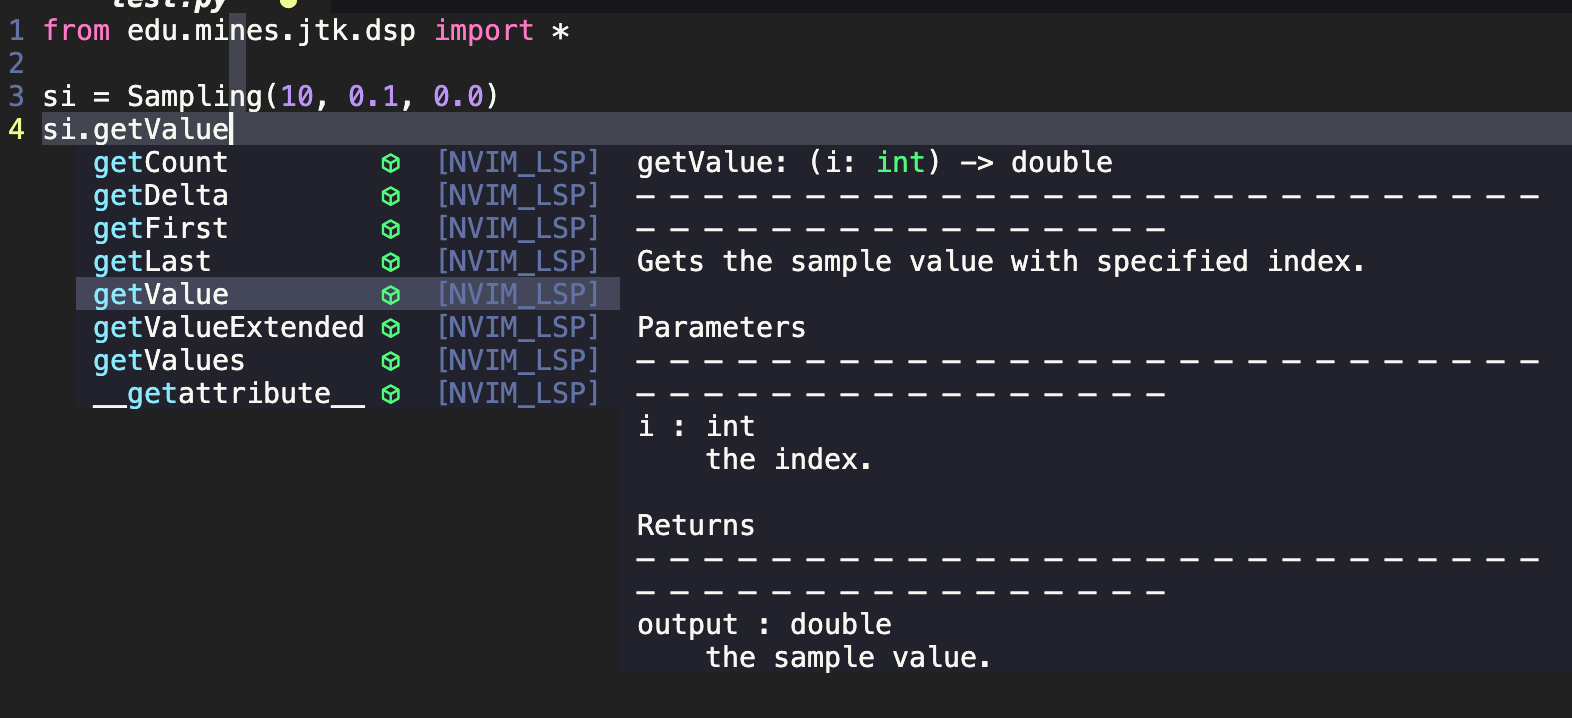 test.py
1 from edu.mines.jtk.dsp import *
2
3 si = Sampling(10, 0.1, 0.0)
4 si.getValue
getCount [NVIM_LSP]
getDelta [NVIM_LSP]
getFirst [NVIM_LSP]
getLast [NVIM_LSP]
getValue [NVIM_LSP]
getValueExtended [NVIM_LSP]
getValues [NVIM_LSP]
__getattribute__ [NVIM_LSP]
getValue: (i: int) -> double
Gets the sample value with specified index.
Parameters
i : int
the index.
Returns
output : double
the sample value.